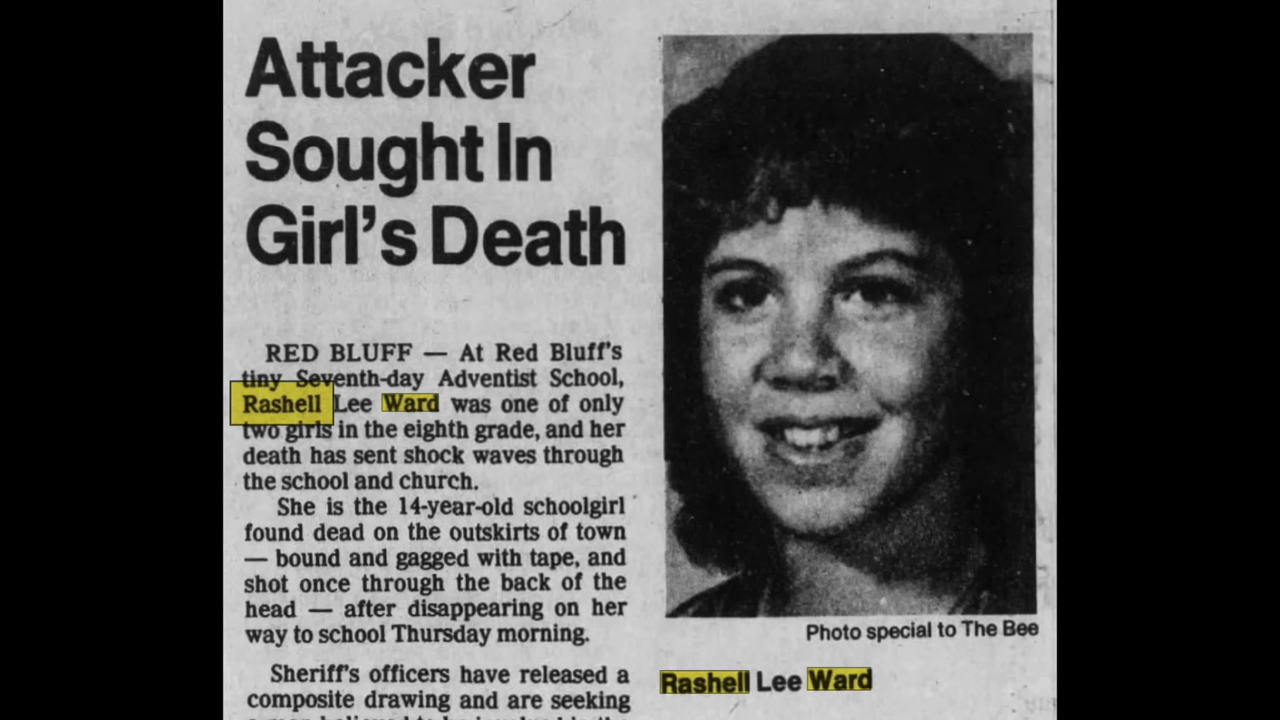 Attacker
Sought In
Girl's Death
RED BLUFF — At Red Bluff's
tiny Seventh-day Adventist School,
Rashell Lee Ward was one of only
two girls in the eighth grade, and her
death has sent shock waves through
the school and church.
She is the 14-year-old schoolgirl
found dead on the outskirts of town
— bound and gagged with tape, and
shot once through the back of the
head — after disappearing on her
way to school Thursday morning.
Sheriff's officers have released a
composite drawing and are seeking
Photo special to The Bee
Rashell Lee Ward